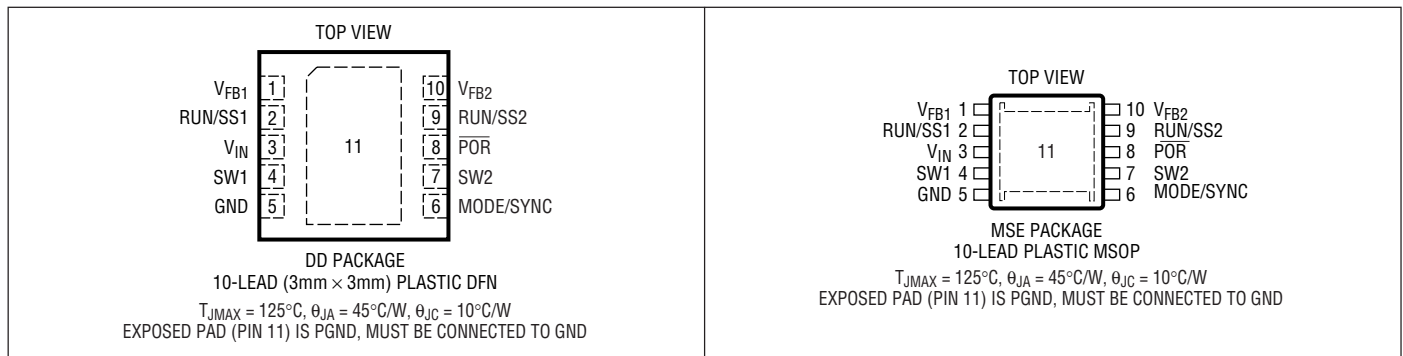 TOP VIEW
VFB1 1 10 VFB2
RUN/SS1 2 9 RUN/SS2
VIN 3 11 8 P̅O̅R̅
SW1 4 7 SW2
GND 5 6 MODE/SYNC
DD PACKAGE
10-LEAD (3mm × 3mm) PLASTIC DFN
TJMAX = 125°C, θJA = 45°C/W, θJC = 10°C/W
EXPOSED PAD (PIN 11) IS PGND, MUST BE CONNECTED TO GND
TOP VIEW
VFB1 1 10 VFB2
RUN/SS1 2 9 RUN/SS2
VIN 3 11 8 P̅O̅R̅
SW1 4 7 SW2
GND 5 6 MODE/SYNC
MSE PACKAGE
10-LEAD PLASTIC MSOP
TJMAX = 125°C, θJA = 45°C/W, θJC = 10°C/W
EXPOSED PAD (PIN 11) IS PGND, MUST BE CONNECTED TO GND